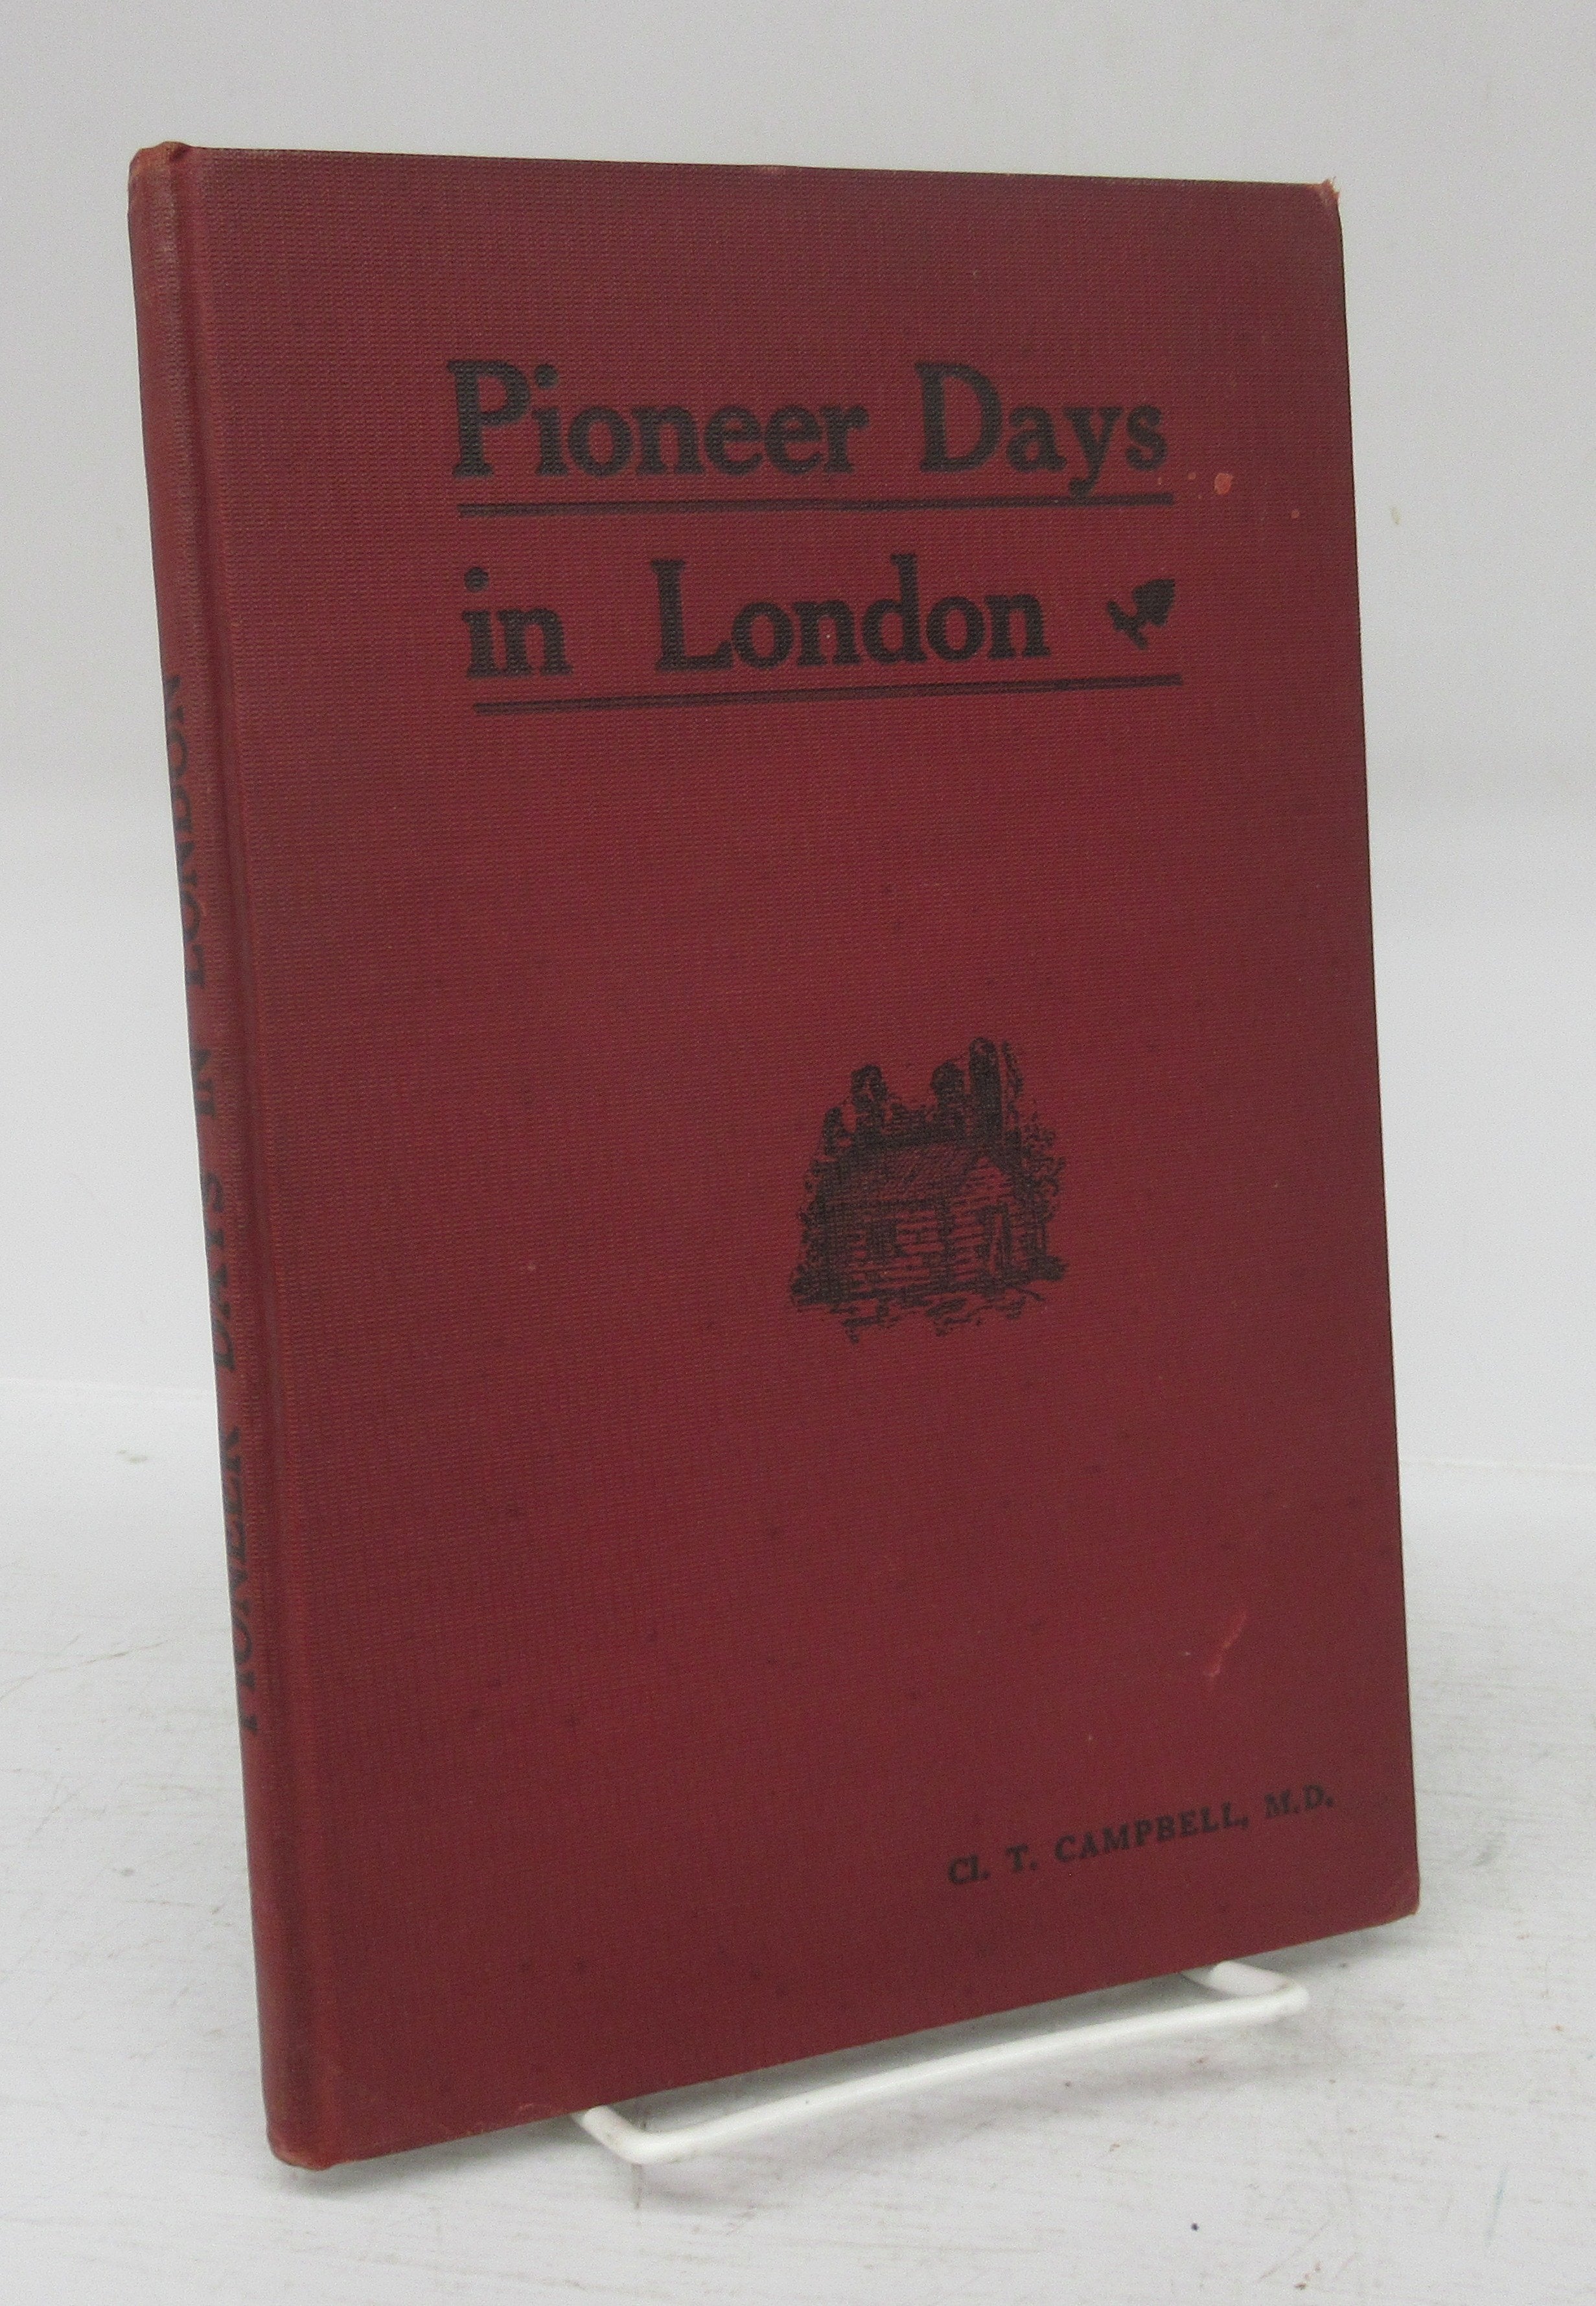 Pioneer Days
in London
Cl. T. CAMPBELL, M.D.
PIONEER DAYS IN LONDON